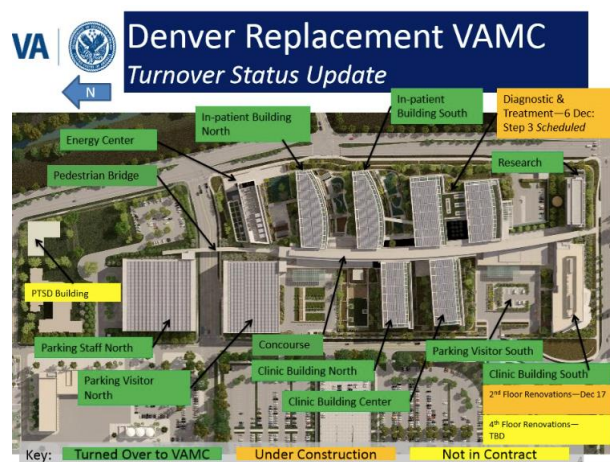 VA
Denver Replacement VAMC
Turnover Status Update
N
In-patient Building
North
In-patient
Building South
Diagnostic &
Treatment—6 Dec:
Step 3 Scheduled
Energy Center
Research
Pedestrian Bridge
PTSD Building
Parking Staff North
Concourse
Parking Visitor South
Parking Visitor
North
Clinic Building North
Clinic Building South
Clinic Building Center
2nd Floor Renovations—Dec 17
4th Floor Renovations—
TBD
Key:
Turned Over to VAMC
Under Construction
Not in Contract